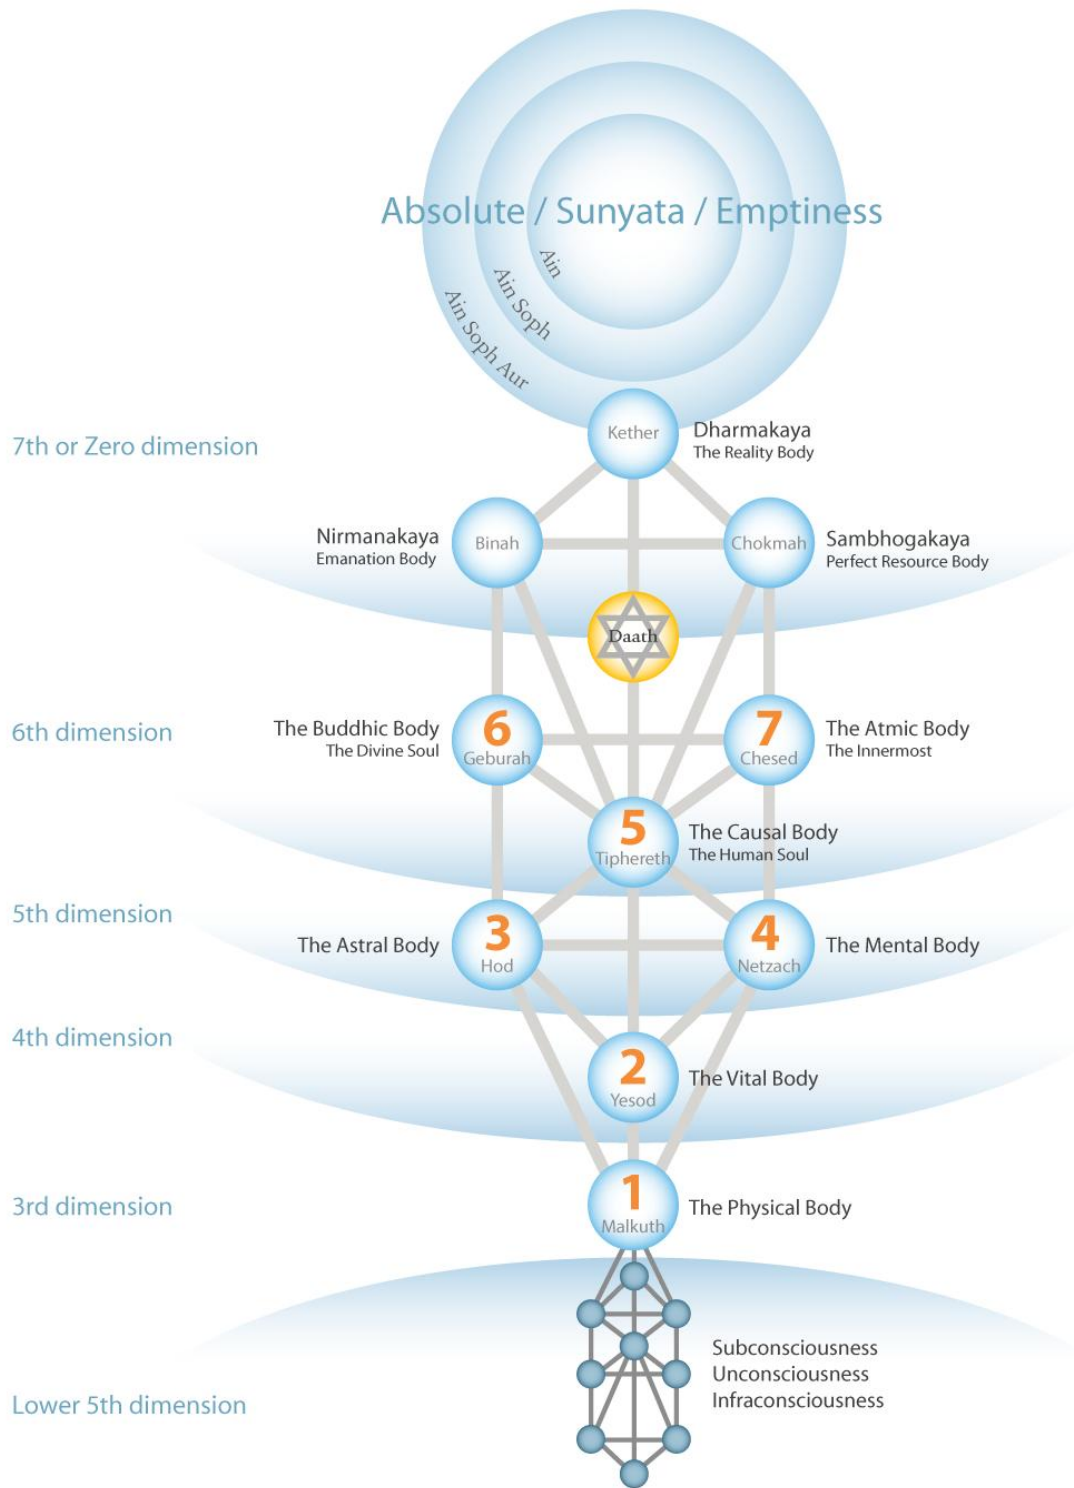 Absolute / Sunyata / Emptiness
Ain
Ain Soph
Ain Soph Aur
7th or Zero dimension
Kether
Dharmakaya
The Reality Body
Nirmanakaya
Emanation Body
Binah
Chokmah
Sambhogakaya
Perfect Resource Body
Daath
6th dimension
The Buddhic Body
The Divine Soul
6
Geburah
7
Chesed
The Atmic Body
The Innermost
5
Tiphereth
The Causal Body
The Human Soul
5th dimension
The Astral Body
3
Hod
4
Netzach
The Mental Body
4th dimension
2
Yesod
The Vital Body
3rd dimension
1
Malkuth
The Physical Body
Subconsciousness
Unconsciousness
Infraconsciousness
Lower 5th dimension